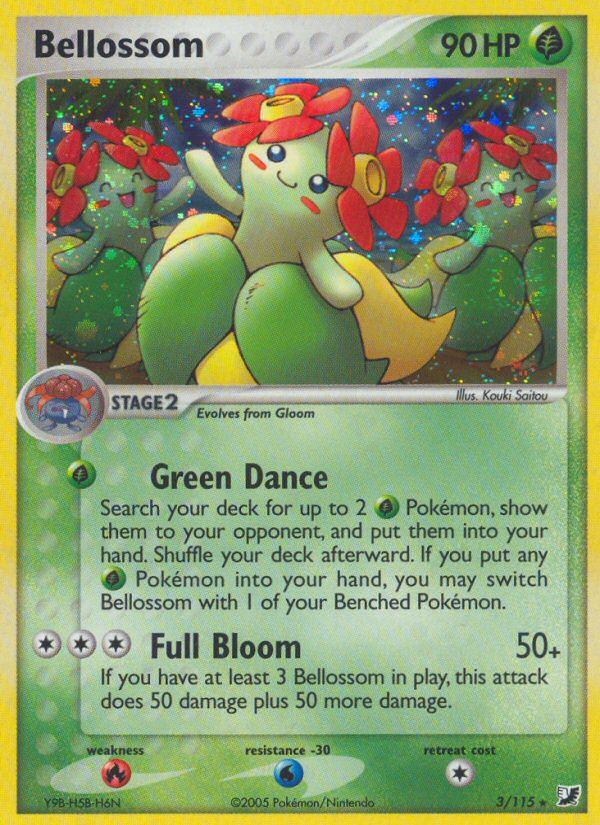 Bellossom 90 HP
Illus. Kouki Saitou
STAGE2
Evolves from Gloom
Green Dance
Search your deck for up to 2 Pokémon, show
them to your opponent, and put them into your
hand. Shuffle your deck afterward. If you put any
Pokémon into your hand, you may switch
Bellossom with 1 of your Benched Pokémon.
Full Bloom 50+
If you have at least 3 Bellossom in play, this attack
does 50 damage plus 50 more damage.
weakness resistance -30 retreat cost
Y9B-H5B-H6N ©2005 Pokémon/Nintendo 3/115 ★